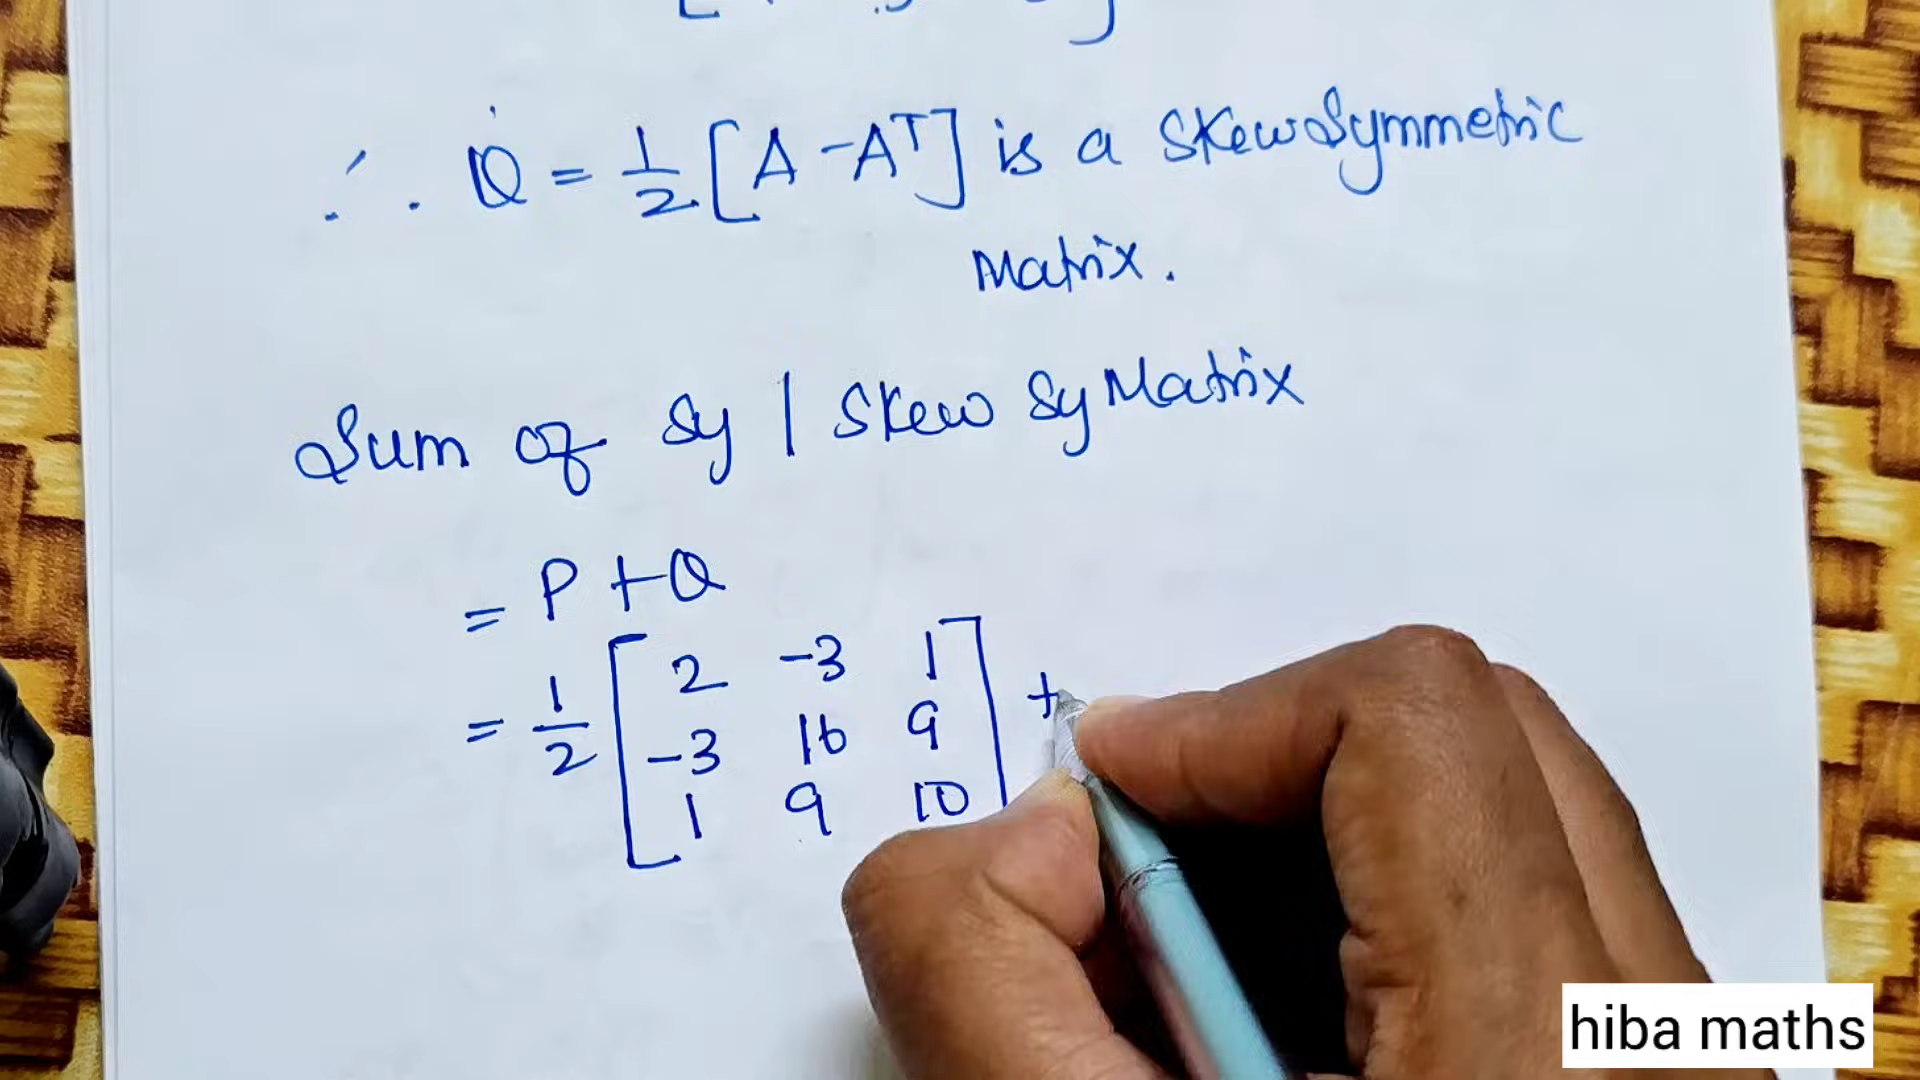 ∴ Q = 1/2 [A - Aᵀ] is a Skew Symmetric
Matrix.
Sum of Sy | Skew Sy Matrix
= P + Q
= 1/2 [2 -3 1
-3 16 9
1 9 10] +
hiba maths